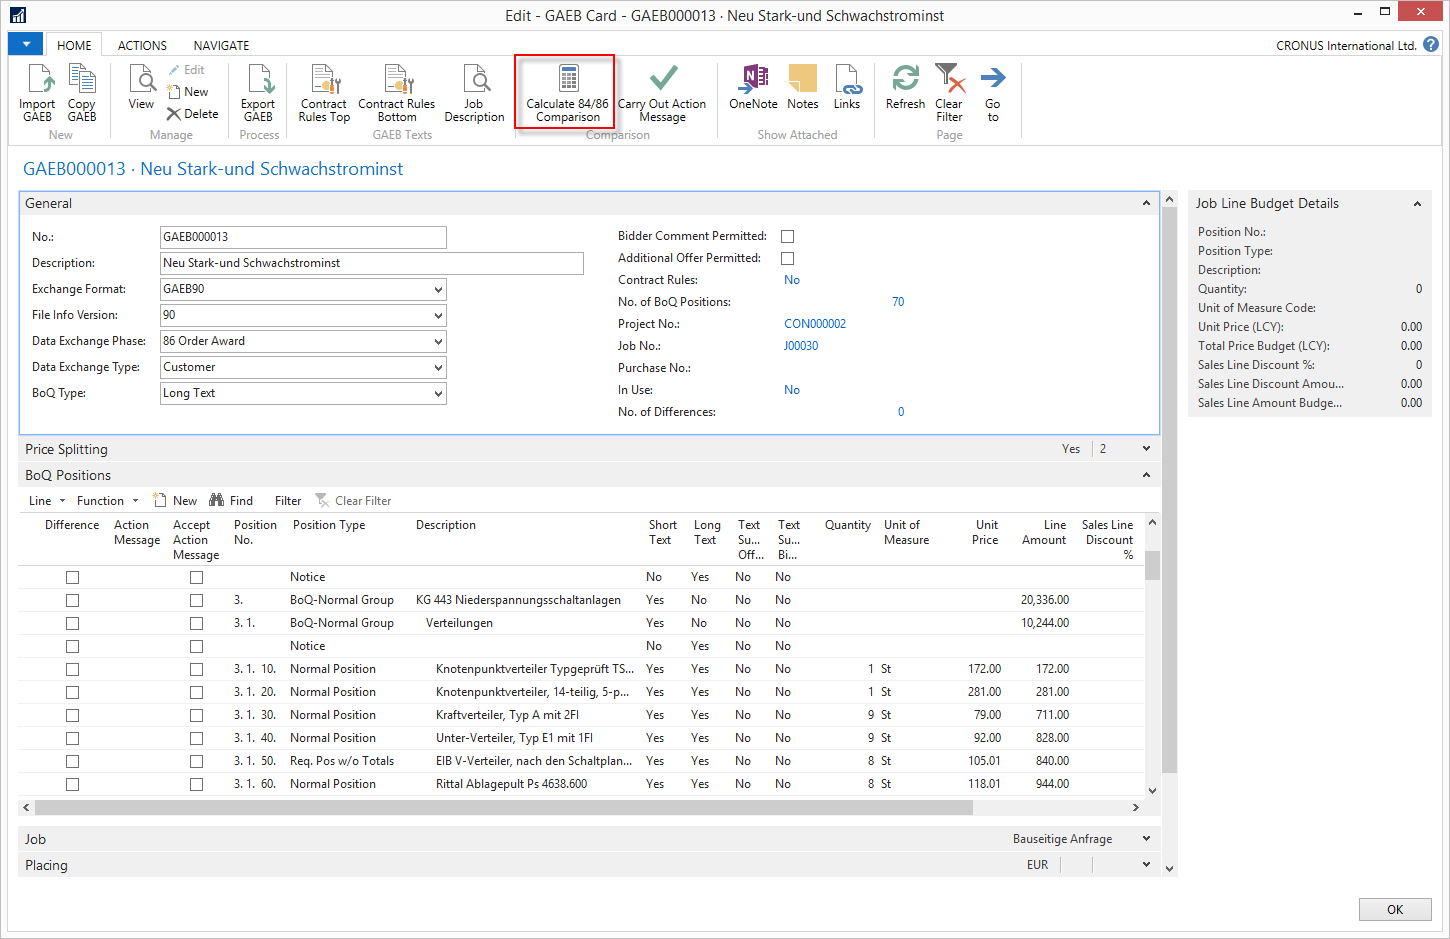 Edit - GAEB Card - GAEB000013 · Neu Stark-und Schwachstrominst
HOME ACTIONS NAVIGATE CRONUS International Ltd.
Import GAEB
Copy GAEB
New
View
Edit
New
Delete
Manage
Export GAEB
Process
Contract Rules Top
Contract Rules Bottom
Job Description
GAEB Texts
Calculate 84/86 Comparison
Carry Out Action Message
Comparison
OneNote
Notes
Links
Show Attached
Refresh
Clear Filter
Go to
Page
GAEB000013 · Neu Stark-und Schwachstrominst
General
No.: GAEB000013
Description: Neu Stark-und Schwachstrominst
Exchange Format: GAEB90
File Info Version: 90
Data Exchange Phase: 86 Order Award
Data Exchange Type: Customer
BoQ Type: Long Text
Bidder Comment Permitted:
Additional Offer Permitted:
Contract Rules: No
No. of BoQ Positions: 70
Project No.: CON000002
Job No.: J00030
Purchase No.:
In Use: No
No. of Differences: 0
Job Line Budget Details
Position No.:
Position Type:
Description:
Quantity: 0
Unit of Measure Code:
Unit Price (LCY): 0.00
Total Price Budget (LCY): 0.00
Sales Line Discount %: 0
Sales Line Discount Amou... 0.00
Sales Line Amount Budge... 0.00
Price Splitting Yes 2
BoQ Positions
Line Function New Find Filter Clear Filter
Difference Action Message Accept Action Message Position No. Position Type Description Short Text Long Text Text Su... Off... Text Su... Bi... Quantity Unit of Measure Unit Price Line Amount Sales Line Discount %
Notice No Yes No No
3. BoQ-Normal Group KG 443 Niederspannungsschaltanlagen Yes No No No 20,336.00
3. 1. BoQ-Normal Group Verteilungen Yes No No No 10,244.00
Notice No Yes No No
3. 1. 10. Normal Position Knotenpunktverteiler Typgeprüft TS... Yes Yes No No 1 St 172.00 172.00
3. 1. 20. Normal Position Knotenpunktverteiler, 14-teilig, 5-p... Yes Yes No No 1 St 281.00 281.00
3. 1. 30. Normal Position Kraftverteiler, Typ A mit 2FI Yes Yes No No 9 St 79.00 711.00
3. 1. 40. Normal Position Unter-Verteiler, Typ E1 mit 1FI Yes Yes No No 9 St 92.00 828.00
3. 1. 50. Req. Pos w/o Totals EIB V-Verteiler, nach den Schaltplan... Yes Yes No No 8 St 105.01 840.00
3. 1. 60. Normal Position Rittal Ablagepult Ps 4638.600 Yes Yes No No 8 St 118.01 944.00
Job Bauseitige Anfrage
Placing EUR
OK